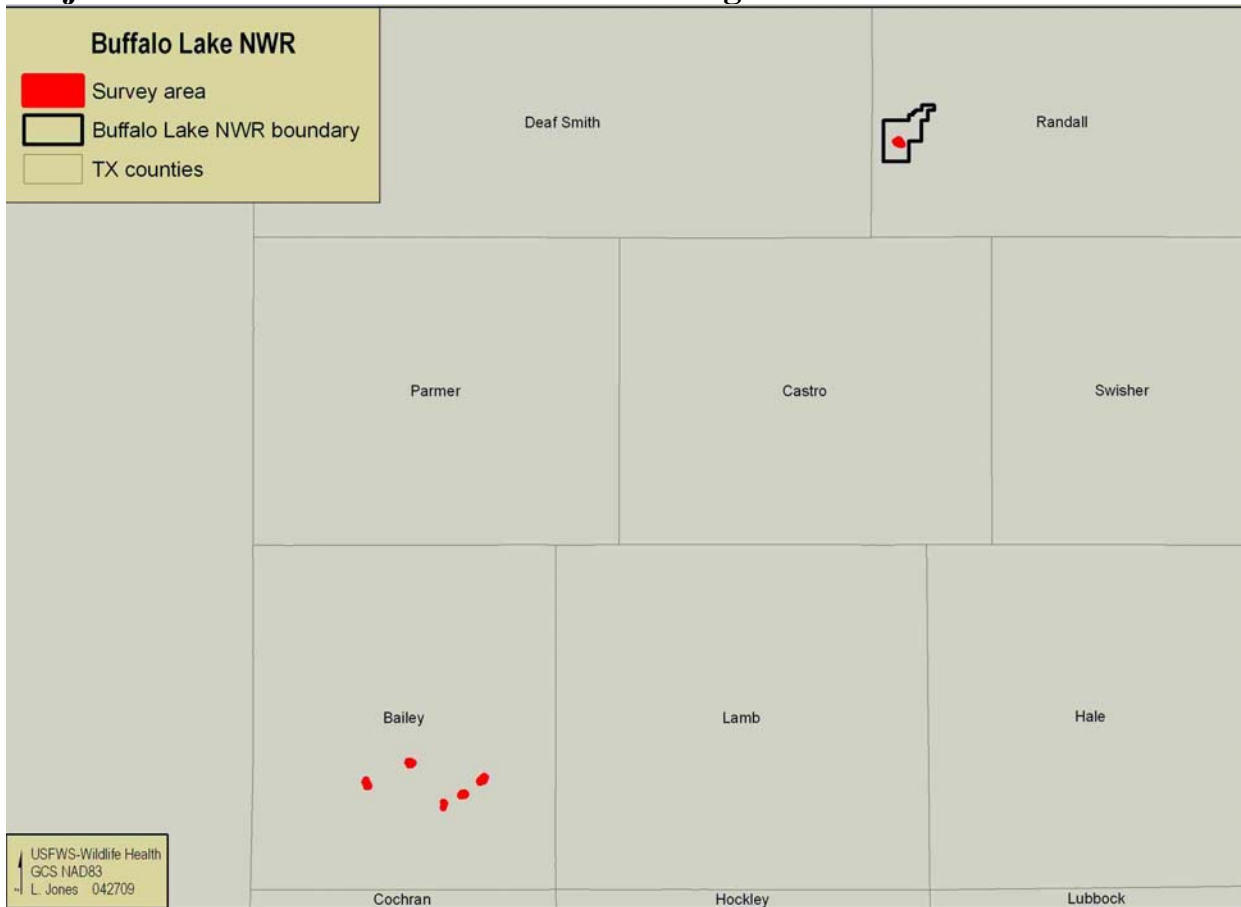 Buffalo Lake NWR
Survey area
Buffalo Lake NWR boundary
TX counties
Deaf Smith
Randall
Parmer
Castro
Swisher
Bailey
Lamb
Hale
USFWS-Wildlife Health
GCS NAD83
L. Jones 042709
Cochran
Hockley
Lubbock